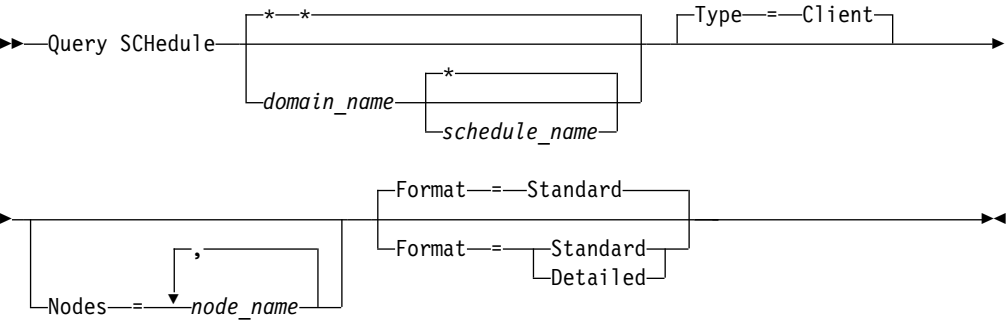 * *
Type = Client
Query SCHedule
*
domain_name
schedule_name
Format = Standard
,
Format = Standard
Detailed
Nodes = node_name